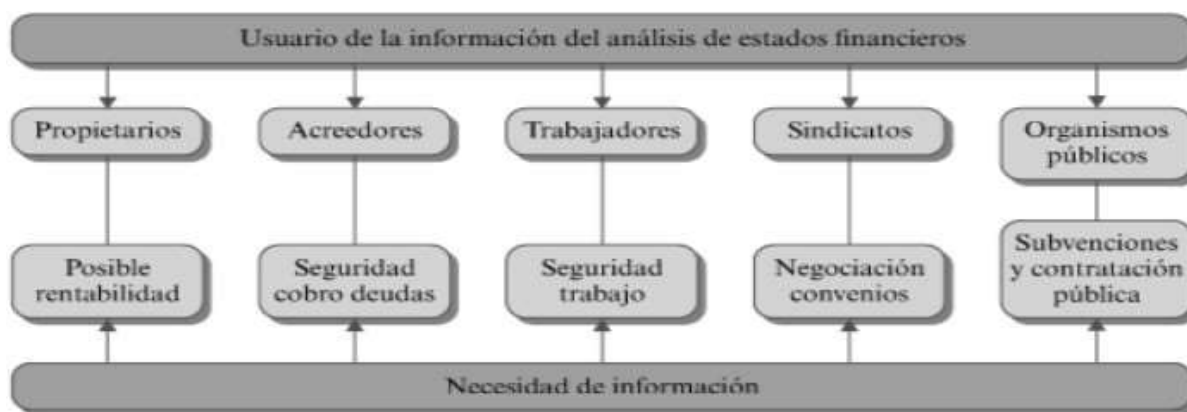 Usuario de la información del análisis de estados financieros
Propietarios
Acreedores
Trabajadores
Sindicatos
Organismos
públicos
Posible
rentabilidad
Seguridad
cobro deudas
Seguridad
trabajo
Negociación
convenios
Subvenciones
y contratación
pública
Necesidad de información